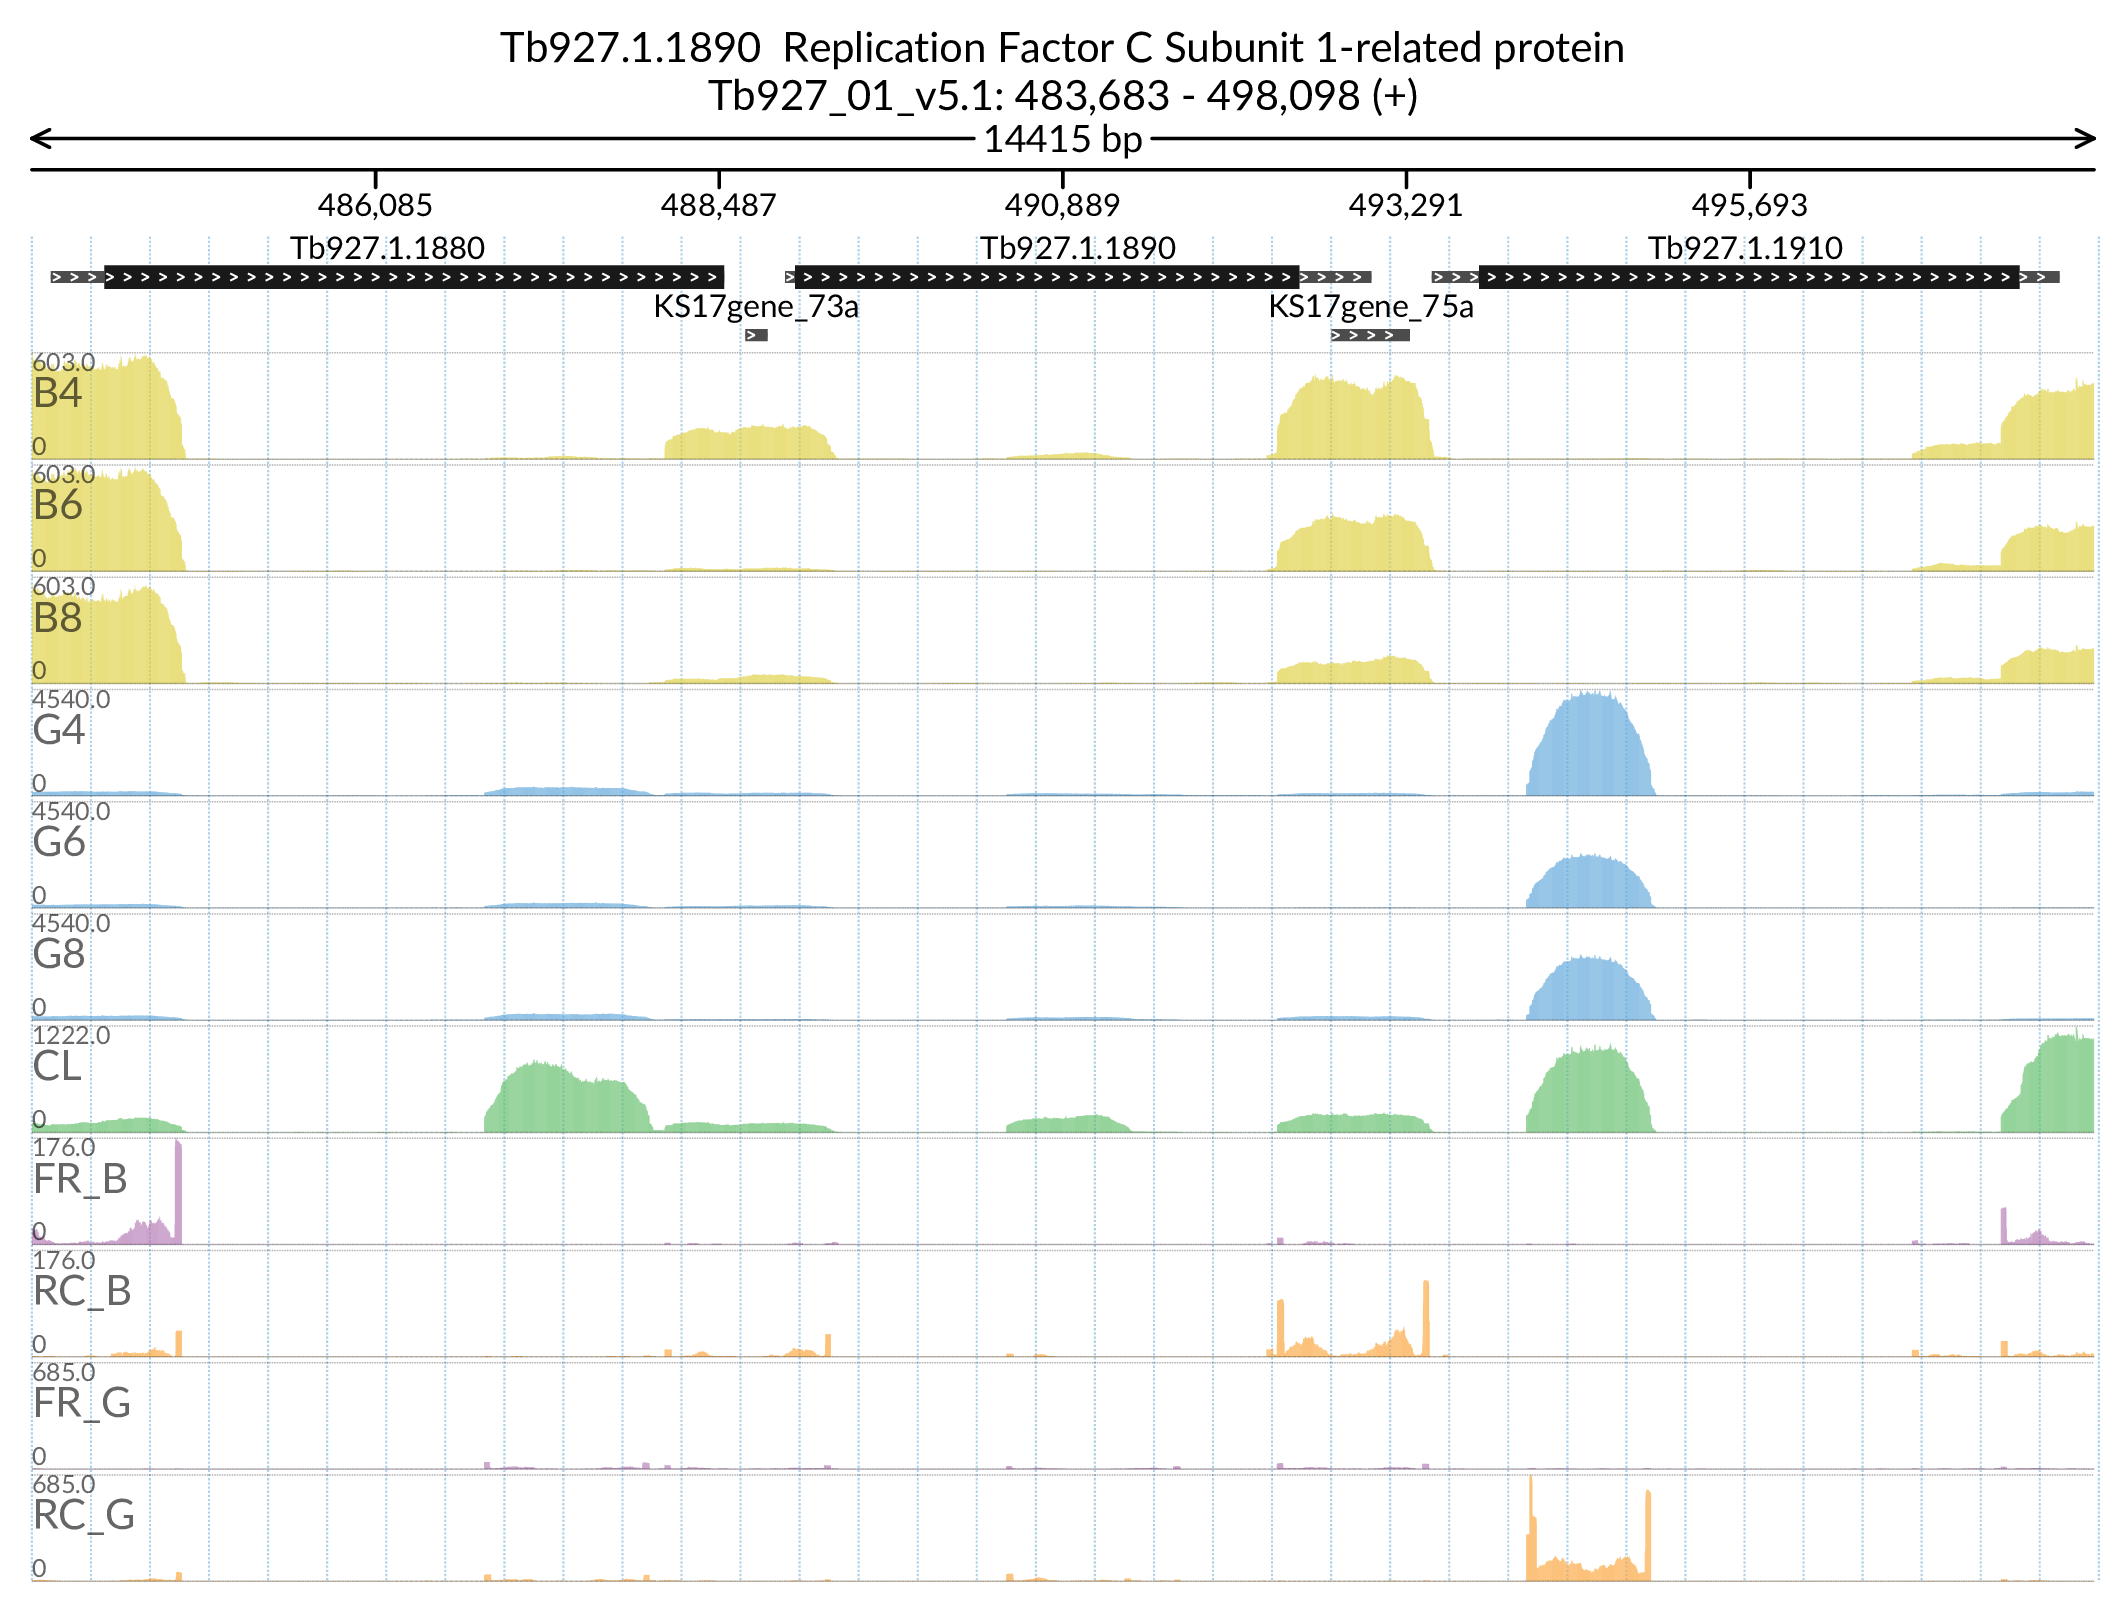 Tb927.1.1890  Replication Factor C Subunit 1-related protein
Tb927_01_v5.1: 483,683 - 498,098 (+)
14415 bp
486,085 488,487 490,889 493,291 495,693
Tb927.1.1880 Tb927.1.1890 Tb927.1.1910
KS17gene_73a KS17gene_75a
603.0
B4
0
603.0
B6
0
603.0
B8
0
4540.0
G4
0
4540.0
G6
0
4540.0
G8
0
1222.0
CL
0
176.0
FR_B
0
176.0
RC_B
0
685.0
FR_G
0
685.0
RC_G
0